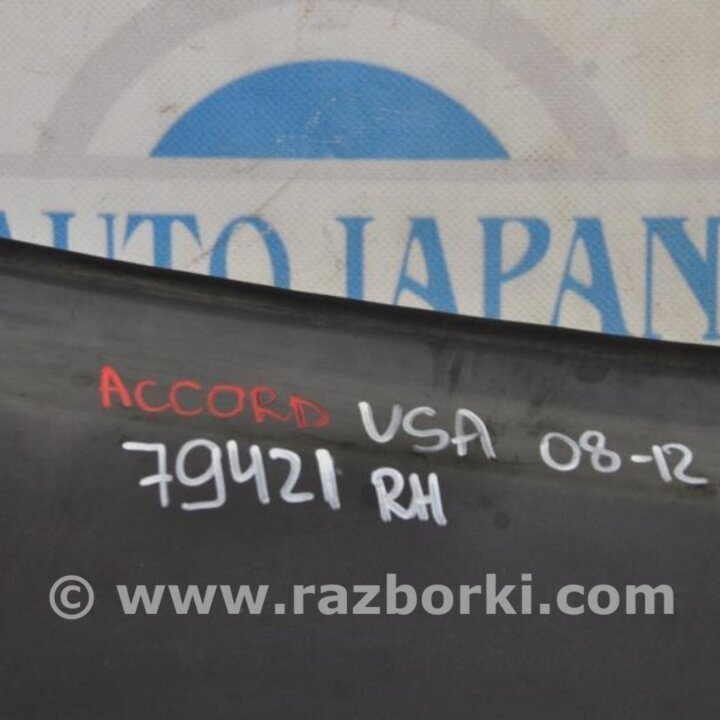 AUTO JAPAN
ACCORD USA 08-12
79421 RH
© www.razborki.com